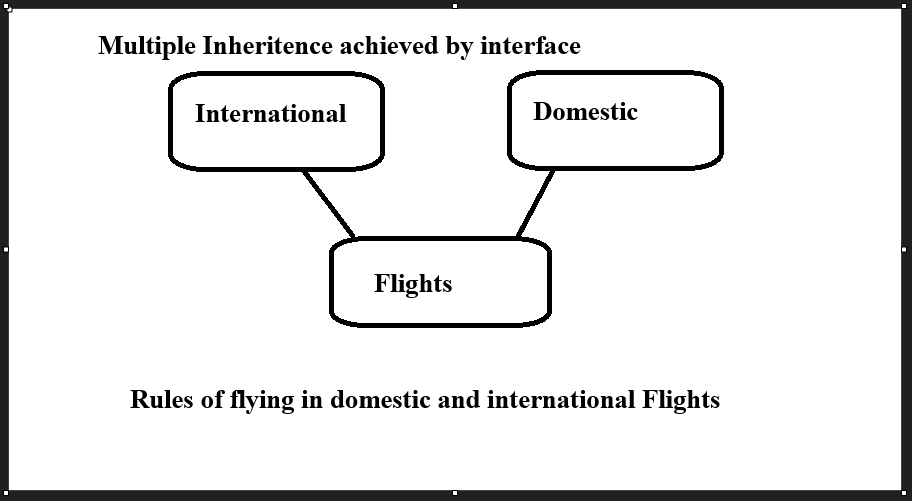 Multiple Inheritence achieved by interface
International
Domestic
Flights
Rules of flying in domestic and international Flights